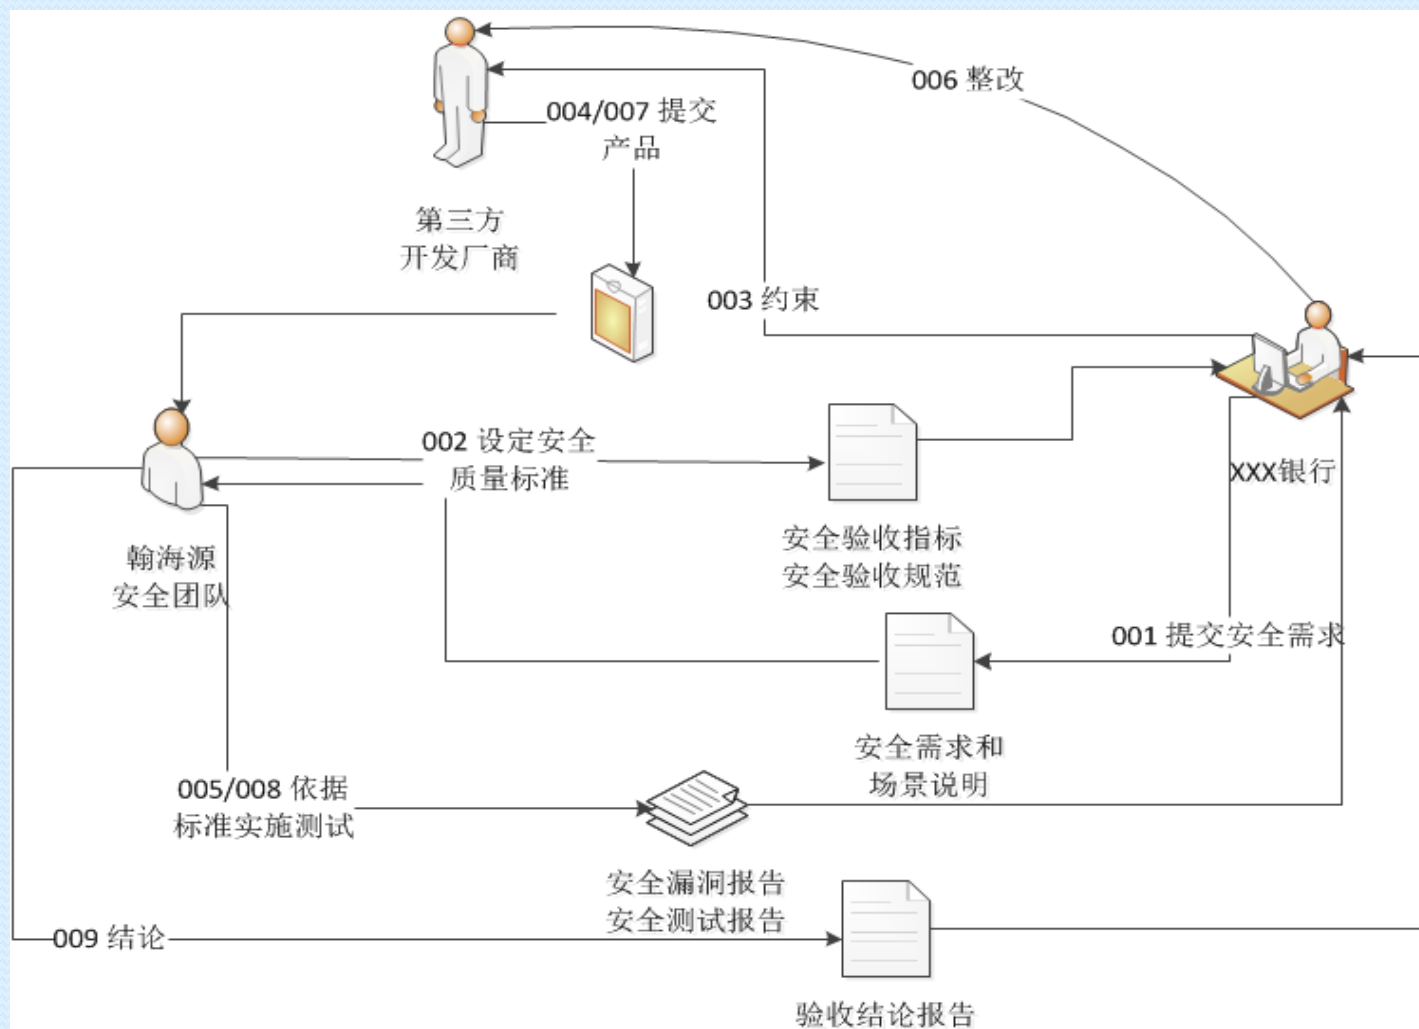 006 整改
004/007 提交
产品
第三方
开发厂商
003 约束
002 设定安全
质量标准
XXX银行
安全验收指标
安全验收规范
翰海源
安全团队
001 提交安全需求
安全需求和
场景说明
005/008 依据
标准实施测试
安全漏洞报告
安全测试报告
009 结论
验收结论报告